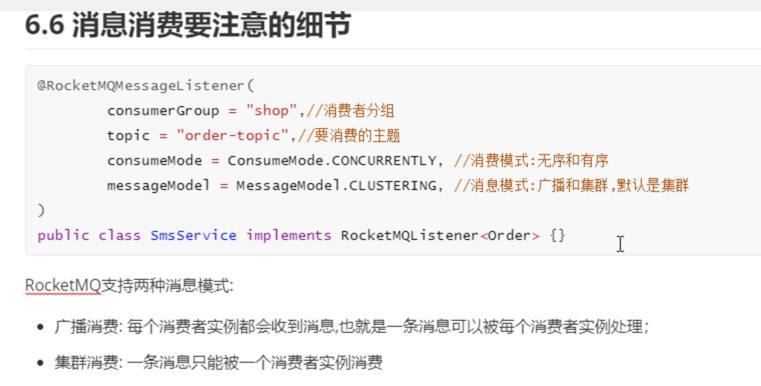 6.6 消息消费要注意的细节
@RocketMQMessageListener(
consumerGroup = "shop",//消费者分组
topic = "order-topic",//要消费的主题
consumeMode = ConsumeMode.CONCURRENTLY, //消费模式:无序和有序
messageModel = MessageModel.CLUSTERING, //消息模式:广播和集群,默认是集群
)
public class SmsService implements RocketMQListener<Order> {}
RocketMQ支持两种消息模式:
• 广播消费: 每个消费者实例都会收到消息,也就是一条消息可以被每个消费者实例处理;
• 集群消费: 一条消息只能被一个消费者实例消费